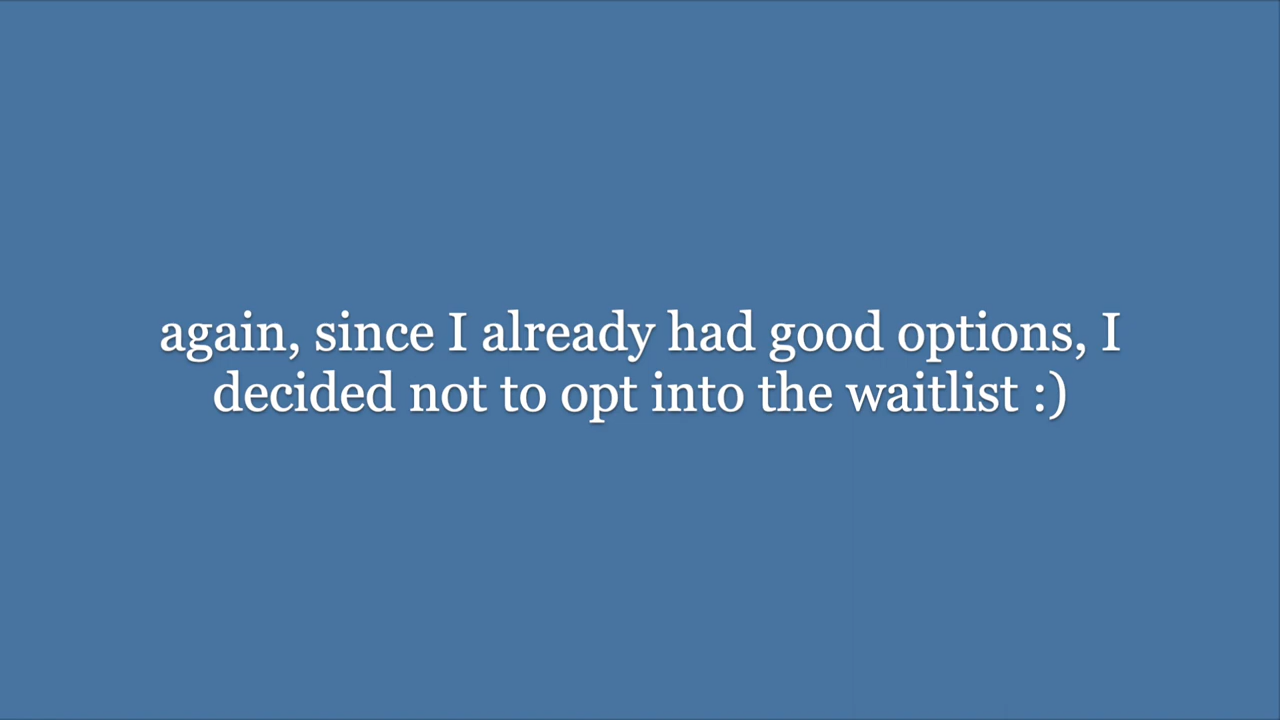 again, since I already had good options, I
decided not to opt into the waitlist :)